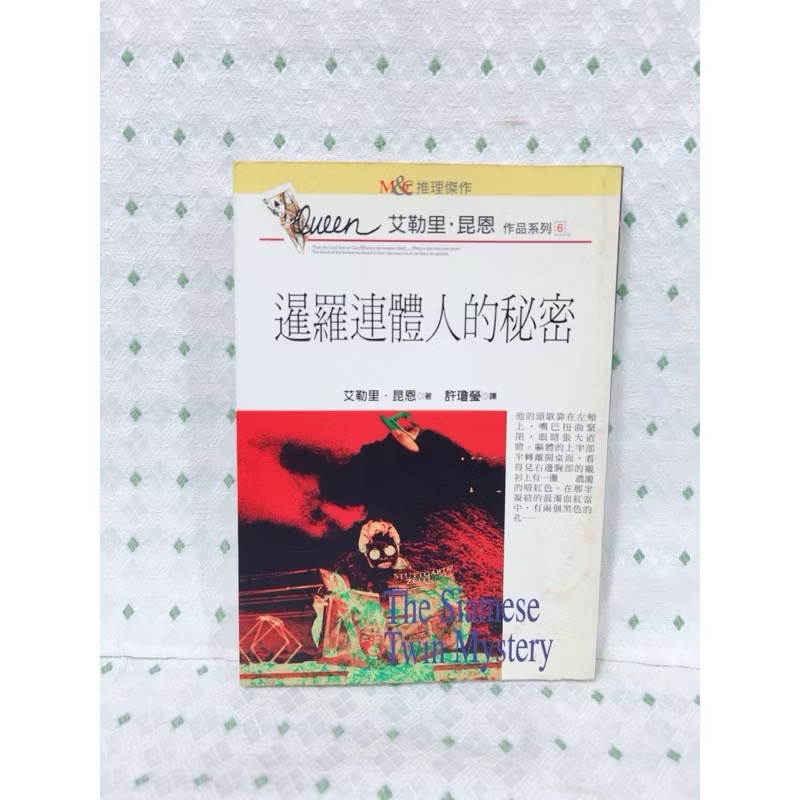 M&C推理傑作
Queen 艾勒里·昆恩 作品系列 6
暹羅連體人的秘密
艾勒里·昆恩◎著 許瓊瑩◎譯
他的頭歇靠在左頰
上,嘴巴扭曲緊
閉,眼睛張大直
瞪。軀體的上半部
半轉離開桌面,看
得見右邊胸部的襯
衫上有一灘 濃濁
的暗紅色。在那半
凝結的混濁血紅當
中,有兩個黑色的
孔……
STUTTGART
The Siamese
Twin Mystery